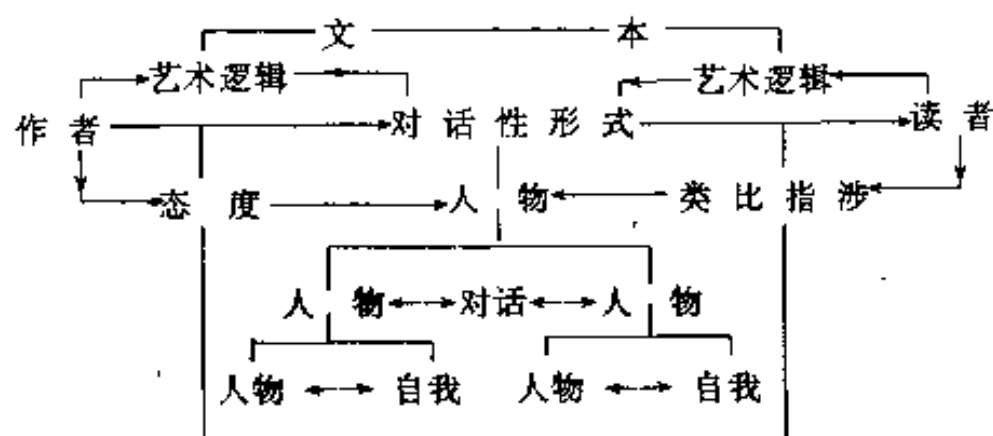 文 本
艺术逻辑 艺术逻辑
作者 对话性形式 读者
态度 人物 类比指涉
人物 对话 人物
人物 自我 人物 自我